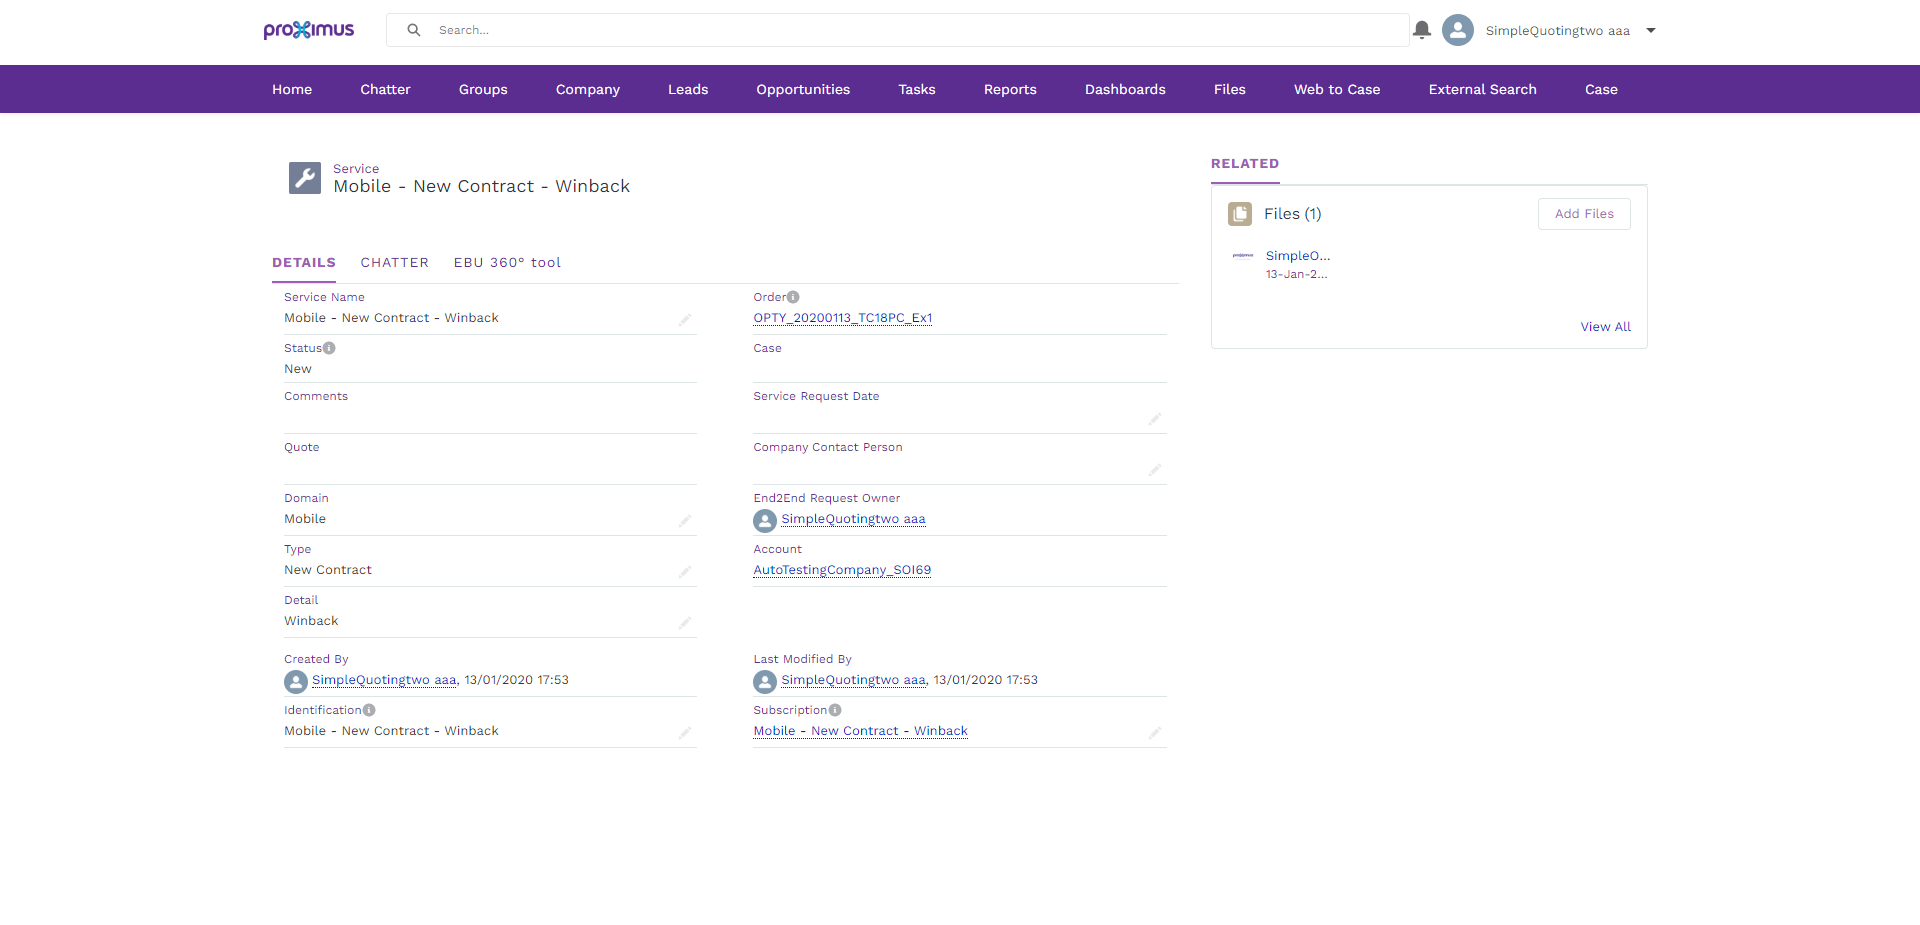 proximus
Search...
SimpleQuotingtwo aaa
Home Chatter Groups Company Leads Opportunities Tasks Reports Dashboards Files Web to Case External Search Case
Service
Mobile - New Contract - Winback
DETAILS CHATTER EBU 360° tool
Service Name
Mobile - New Contract - Winback
Order
OPTY_20200113_TC18PC_Ex1
Status
New
Case
Comments
Service Request Date
Quote
Company Contact Person
Domain
Mobile
End2End Request Owner
SimpleQuotingtwo aaa
Type
New Contract
Account
AutoTestingCompany_SOI69
Detail
Winback
Created By
SimpleQuotingtwo aaa, 13/01/2020 17:53
Last Modified By
SimpleQuotingtwo aaa, 13/01/2020 17:53
Identification
Mobile - New Contract - Winback
Subscription
Mobile - New Contract - Winback
RELATED
Files (1)
Add Files
proximus
SimpleO...
13-Jan-2...
View All